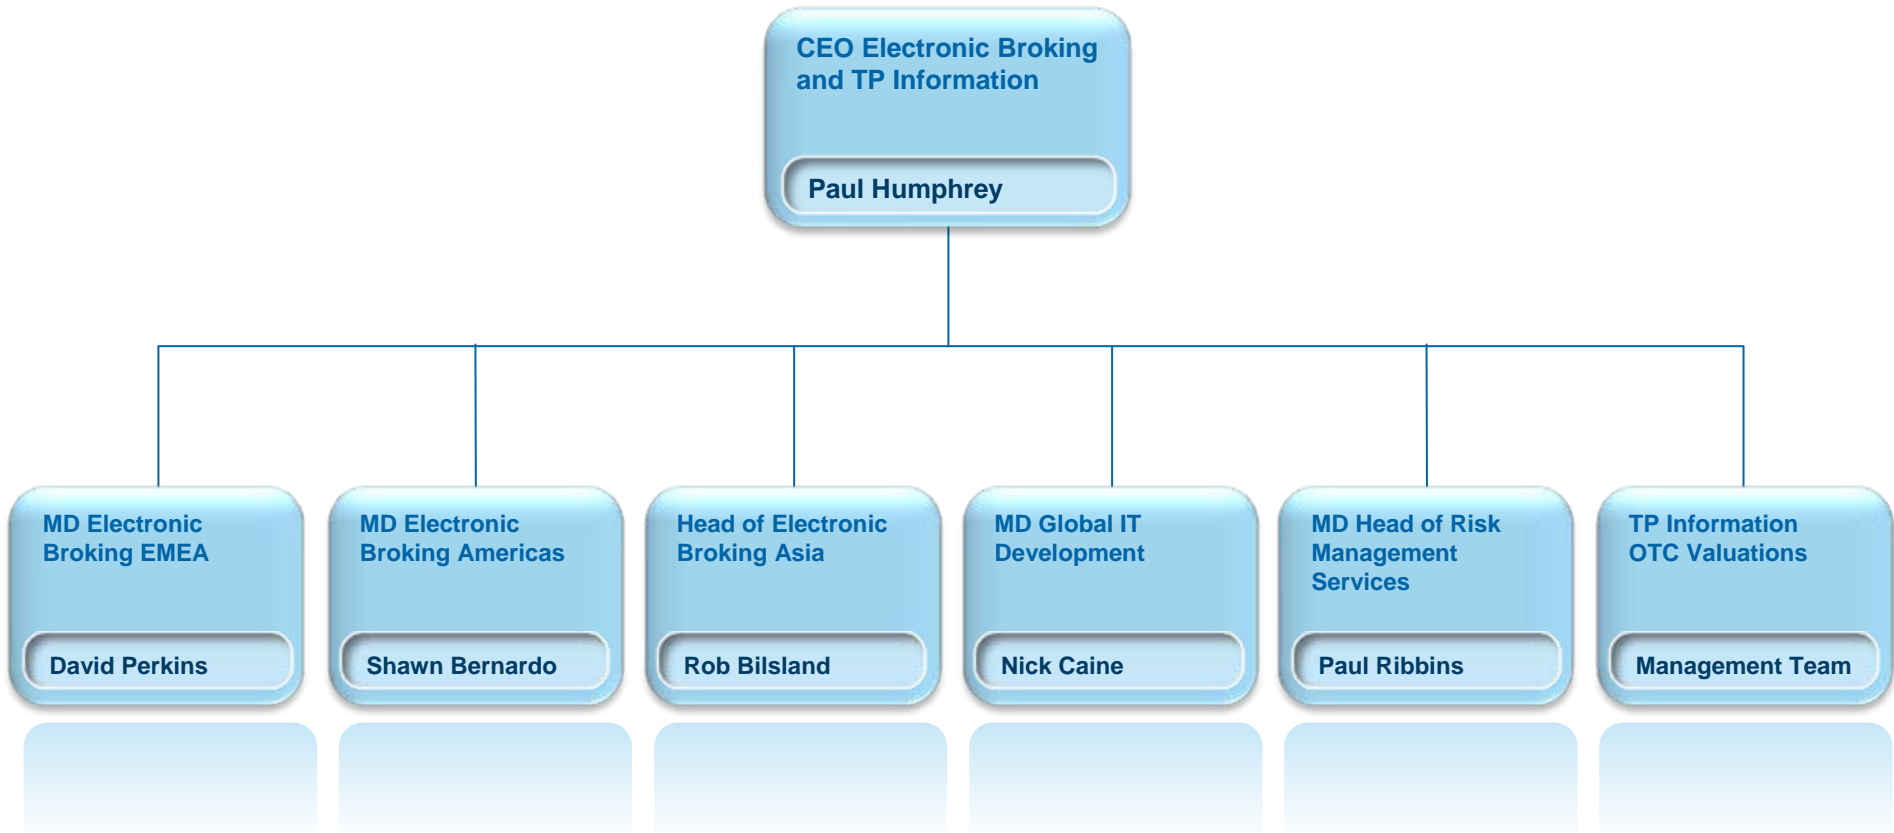 CEO Electronic Broking
and TP Information
Paul Humphrey
MD Electronic
Broking EMEA
David Perkins
MD Electronic
Broking Americas
Shawn Bernardo
Head of Electronic
Broking Asia
Rob Bilsland
MD Global IT
Development
Nick Caine
MD Head of Risk
Management
Services
Paul Ribbins
TP Information
OTC Valuations
Management Team